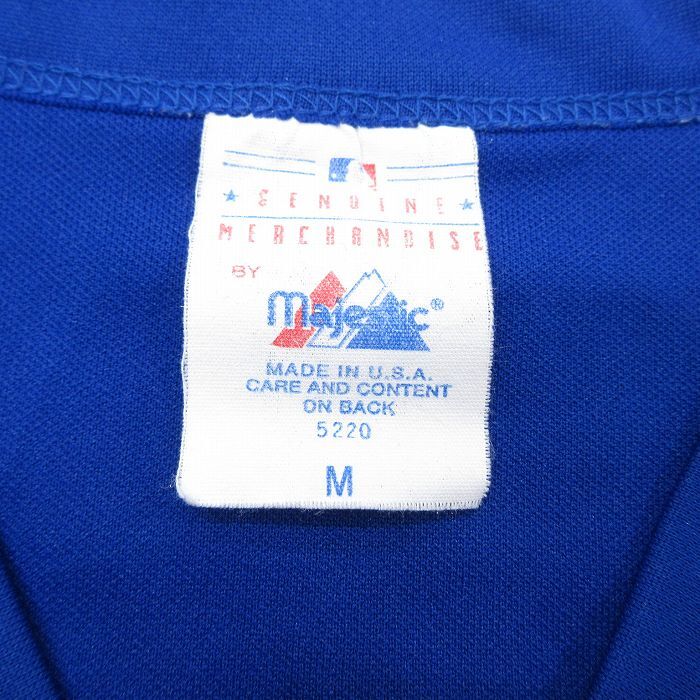 GENUINE
MERCHANDISE
BY
Majestic®
MADE IN U.S.A.
CARE AND CONTENT
ON BACK
5220
M